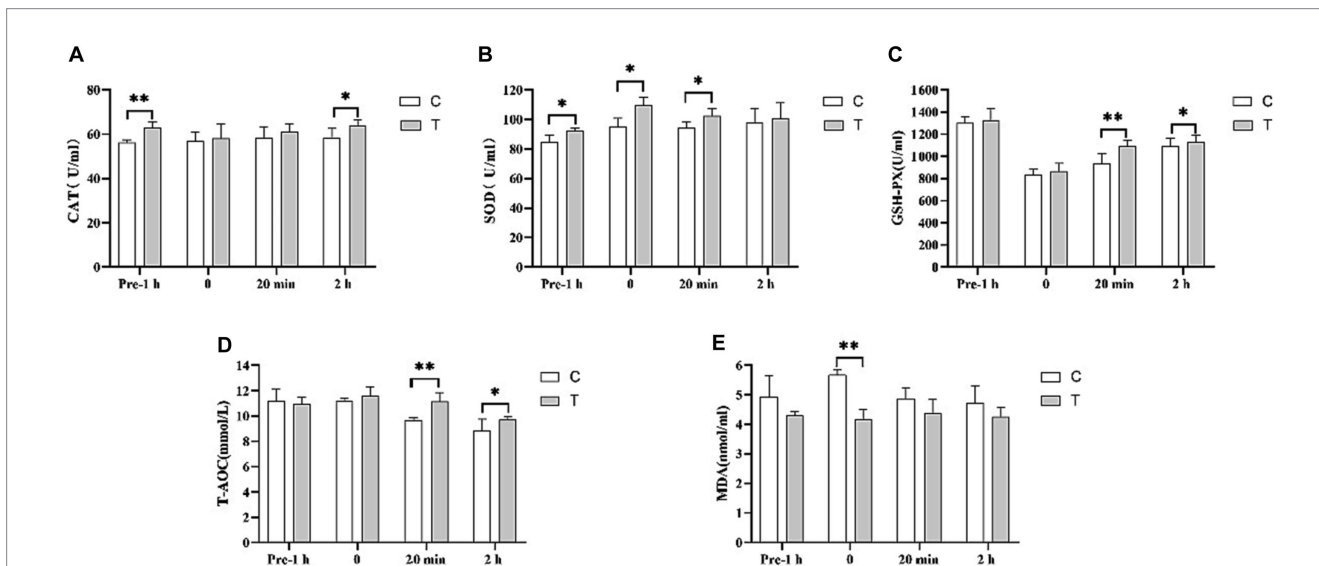 A
CAT( U/ml)
80
60
40
20
0
**
*
Pre-1 h 0 20 min 2 h
C
T
B
SOD( U/ml)
120
100
80
60
40
20
0
*
*
*
Pre-1 h 0 20 min 2 h
C
T
C
GSH-PX(U/ml)
1600
1400
1200
1000
800
600
400
200
0
**
*
Pre-1 h 0 20 min 2 h
C
T
D
T-AOC(mmol/L)
14
12
10
8
6
4
2
0
**
*
Pre-1 h 0 20 min 2 h
C
T
E
MDA(nmol/ml)
6
5
4
3
2
1
0
**
Pre-1 h 0 20 min 2 h
C
T